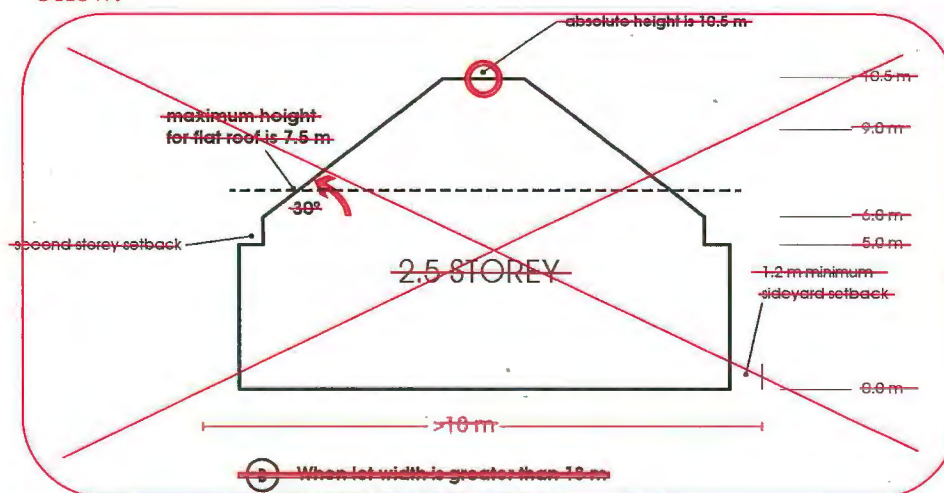 absolute height is 10.5 m
10.5 m
maximum height
for flat roof is 7.5 m
9.0 m
30°
6.0 m
second storey setback
5.0 m
2.5 STOREY
1.2 m minimum
sideyard setback
0.0 m
When lot width is greater than 18 m